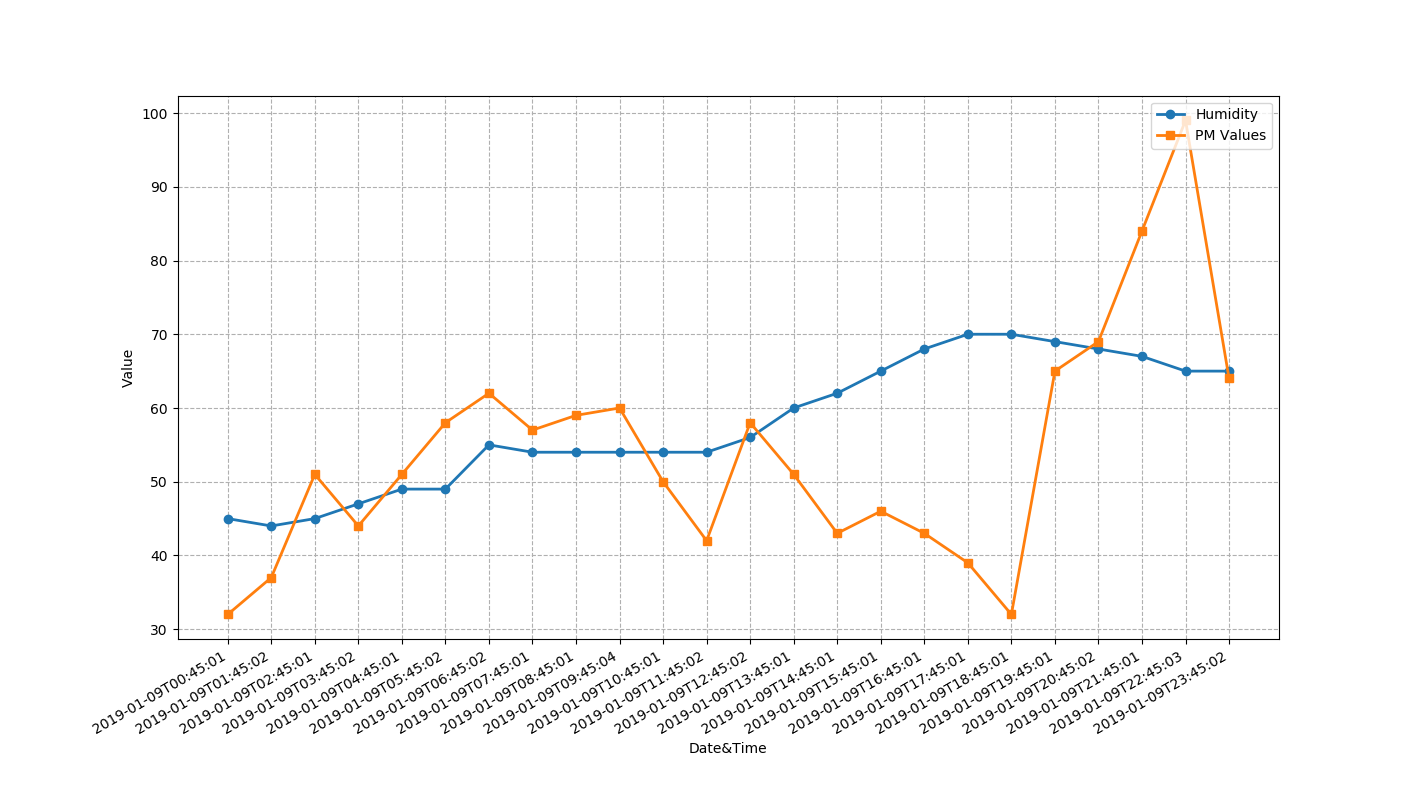 Humidity
PM Values
100
90
80
70
60
50
40
30
Value
2019-01-09T00:45:01
2019-01-09T01:45:02
2019-01-09T02:45:01
2019-01-09T03:45:02
2019-01-09T04:45:01
2019-01-09T05:45:02
2019-01-09T06:45:02
2019-01-09T07:45:01
2019-01-09T08:45:01
2019-01-09T09:45:04
2019-01-09T10:45:01
2019-01-09T11:45:02
2019-01-09T12:45:02
2019-01-09T13:45:01
2019-01-09T14:45:01
2019-01-09T15:45:01
2019-01-09T16:45:01
2019-01-09T17:45:01
2019-01-09T18:45:01
2019-01-09T19:45:01
2019-01-09T20:45:02
2019-01-09T21:45:01
2019-01-09T22:45:03
2019-01-09T23:45:02
Date&Time